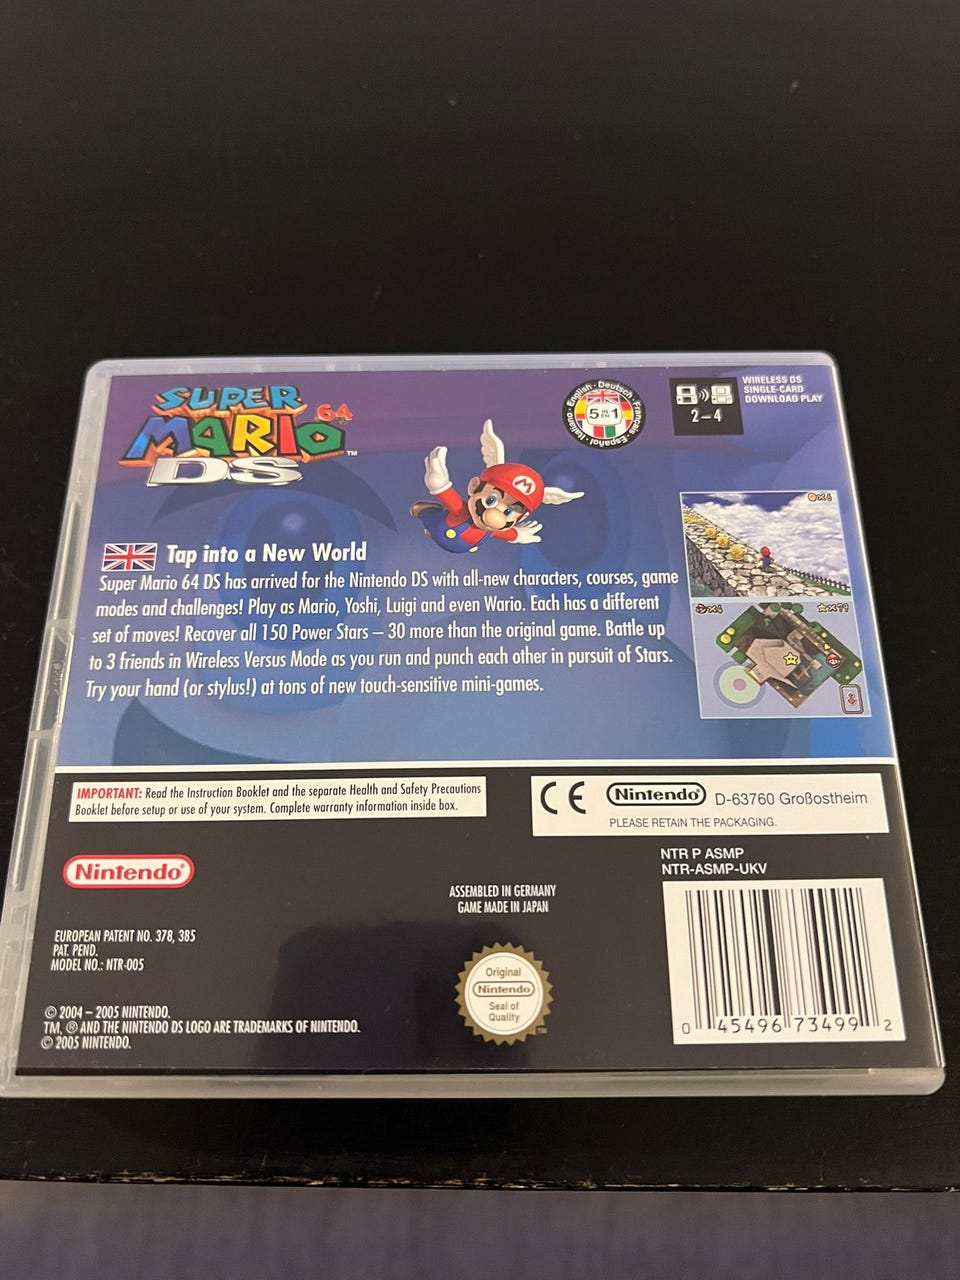 SUPER
MARIO 64 TM
DS
English · Deutsch · Français · Español · Italiano
5 IN EN 1
2–4
WIRELESS DS
SINGLE-CARD
DOWNLOAD PLAY
M
Tap into a New World
Super Mario 64 DS has arrived for the Nintendo DS with all-new characters, courses, game
modes and challenges! Play as Mario, Yoshi, Luigi and even Wario. Each has a different
set of moves! Recover all 150 Power Stars – 30 more than the original game. Battle up
to 3 friends in Wireless Versus Mode as you run and punch each other in pursuit of Stars.
Try your hand (or stylus!) at tons of new touch-sensitive mini-games.
IMPORTANT: Read the Instruction Booklet and the separate Health and Safety Precautions
Booklet before setup or use of your system. Complete warranty information inside box.
CE Nintendo® D-63760 Großostheim
PLEASE RETAIN THE PACKAGING.
Nintendo®
ASSEMBLED IN GERMANY
GAME MADE IN JAPAN
NTR P ASMP
NTR-ASMP-UKV
EUROPEAN PATENT NO. 378, 385
PAT. PEND.
MODEL NO.: NTR-005
Original
Nintendo
Seal of
Quality
TM
© 2004 – 2005 NINTENDO.
TM, ® AND THE NINTENDO DS LOGO ARE TRADEMARKS OF NINTENDO.
© 2005 NINTENDO.
0 45496 73499 2